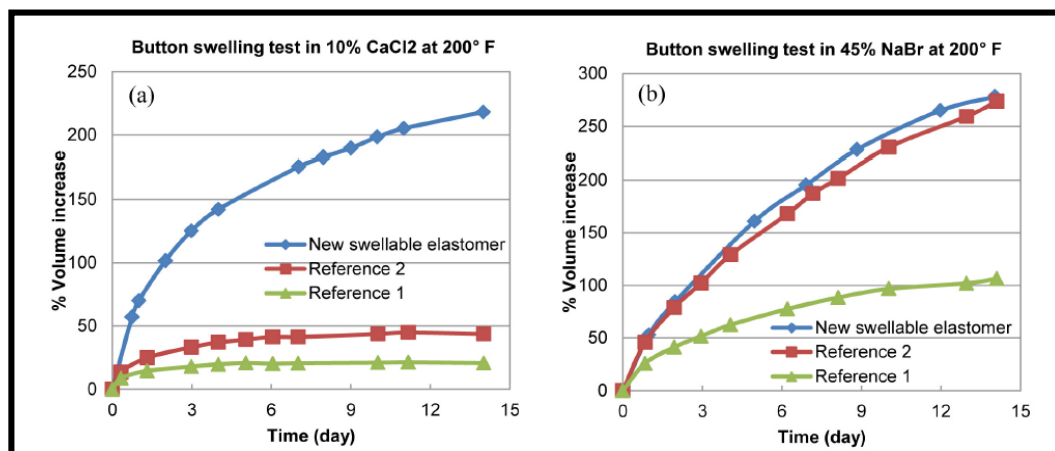 Button swelling test in 10% CaCl2 at 200° F
(a)
% Volume increase
250
200
150
100
50
0
New swellable elastomer
Reference 2
Reference 1
0 3 6 9 12 15
Time (day)
Button swelling test in 45% NaBr at 200° F
(b)
% Volume increase
300
250
200
150
100
50
0
New swellable elastomer
Reference 2
Reference 1
0 3 6 9 12 15
Time (day)